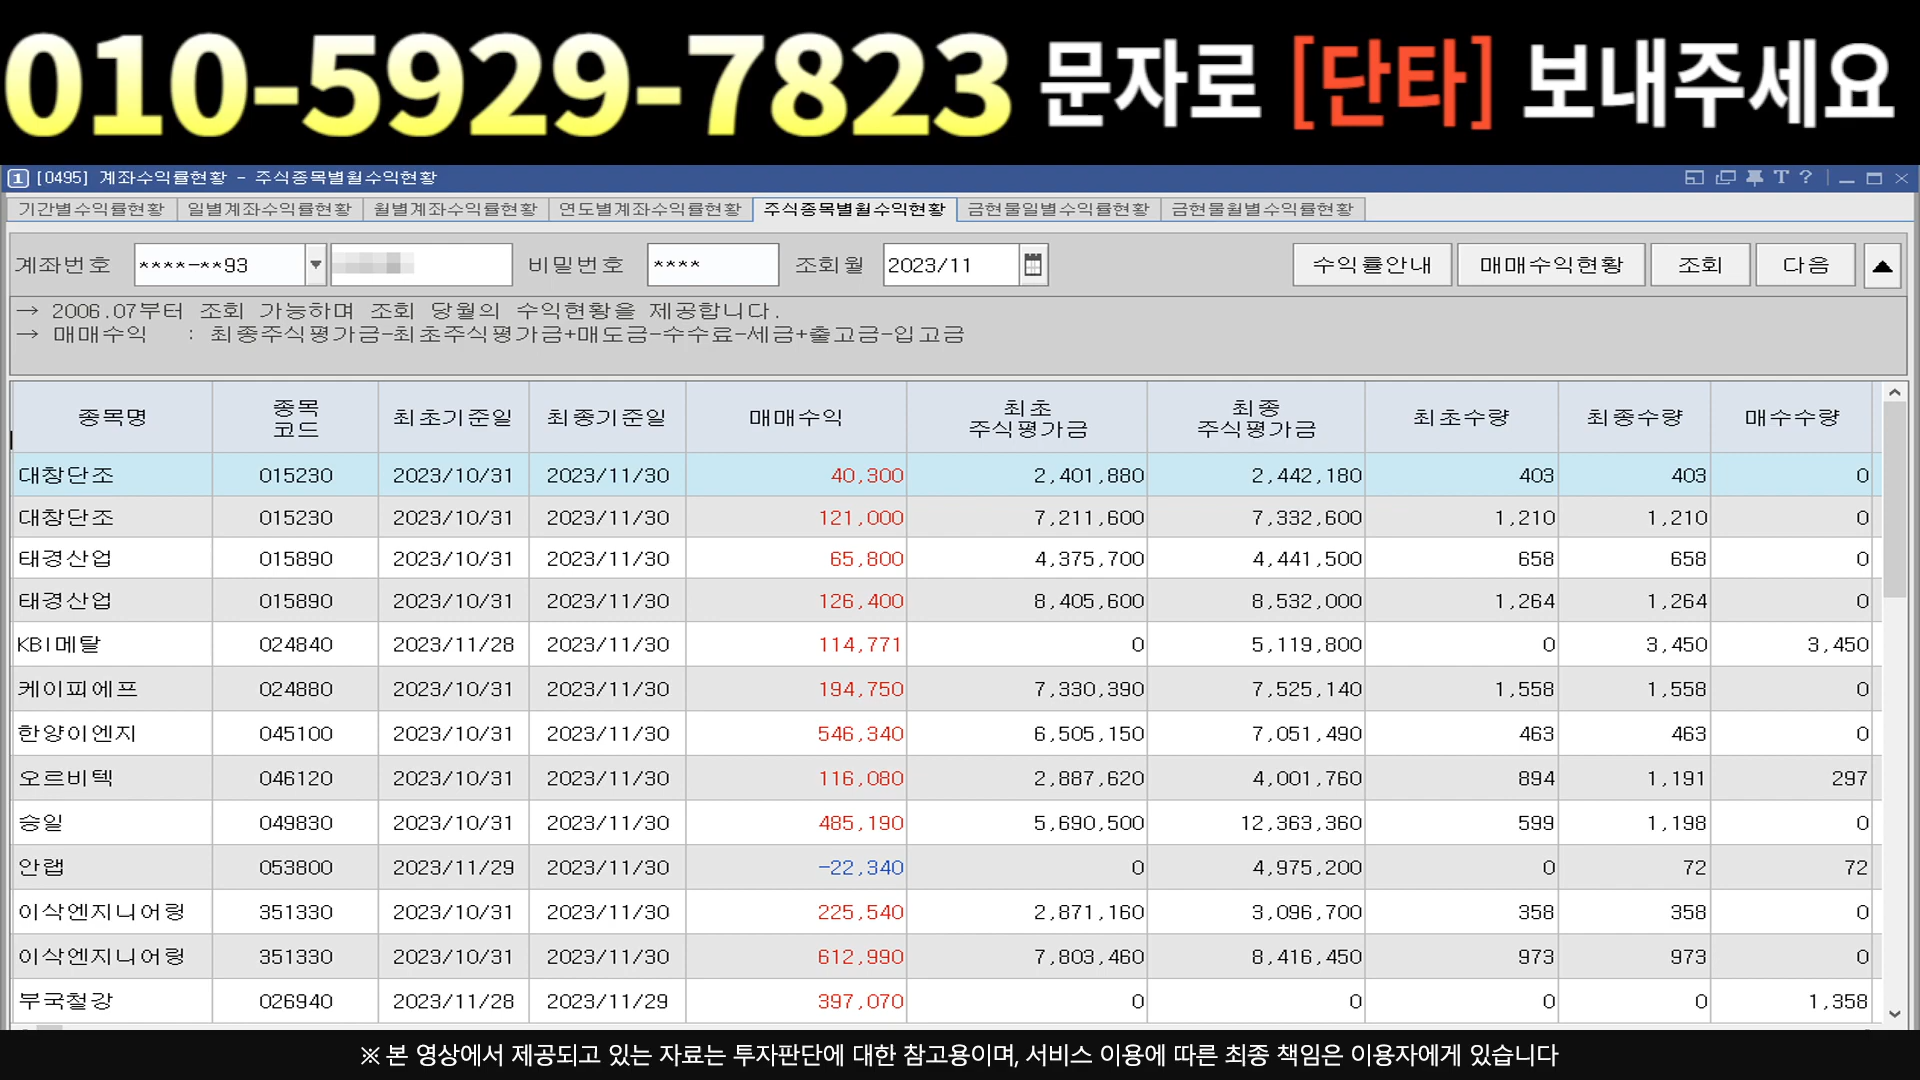 010-5929-7823 문자로 [단타] 보내주세요
1 [0495] 계좌수익률현황 - 주식종목별월수익현황
기간별수익률현황 일별계좌수익률현황 월별계좌수익률현황 연도별계좌수익률현황 주식종목별월수익현황 금현물일별수익률현황 금현물월별수익률현황
계좌번호 ****-**93 비밀번호 **** 조회월 2023/11 수익률안내 매매수익현황 조회 다음 ▲
→ 2006.07부터 조회 가능하며 조회 당월의 수익현황을 제공합니다.
→ 매매수익 : 최종주식평가금-최초주식평가금+매도금-수수료-세금+출고금-입고금
종목명 종목코드 최초기준일 최종기준일 매매수익 최초주식평가금 최종주식평가금 최초수량 최종수량 매수수량
대창단조 015230 2023/10/31 2023/11/30 40,300 2,401,880 2,442,180 403 403 0
대창단조 015230 2023/10/31 2023/11/30 121,000 7,211,600 7,332,600 1,210 1,210 0
태경산업 015890 2023/10/31 2023/11/30 65,800 4,375,700 4,441,500 658 658 0
태경산업 015890 2023/10/31 2023/11/30 126,400 8,405,600 8,532,000 1,264 1,264 0
KBI메탈 024840 2023/11/28 2023/11/30 114,771 0 5,119,800 0 3,450 3,450
케이피에프 024880 2023/10/31 2023/11/30 194,750 7,330,390 7,525,140 1,558 1,558 0
한양이엔지 045100 2023/10/31 2023/11/30 546,340 6,505,150 7,051,490 463 463 0
오르비텍 046120 2023/10/31 2023/11/30 116,080 2,887,620 4,001,760 894 1,191 297
승일 049830 2023/10/31 2023/11/30 485,190 5,690,500 12,363,360 599 1,198 0
안랩 053800 2023/11/29 2023/11/30 -22,340 0 4,975,200 0 72 72
이삭엔지니어링 351330 2023/10/31 2023/11/30 225,540 2,871,160 3,096,700 358 358 0
이삭엔지니어링 351330 2023/10/31 2023/11/30 612,990 7,803,460 8,416,450 973 973 0
부국철강 026940 2023/11/28 2023/11/29 397,070 0 0 0 0 1,358
※ 본 영상에서 제공되고 있는 자료는 투자판단에 대한 참고용이며, 서비스 이용에 따른 최종 책임은 이용자에게 있습니다